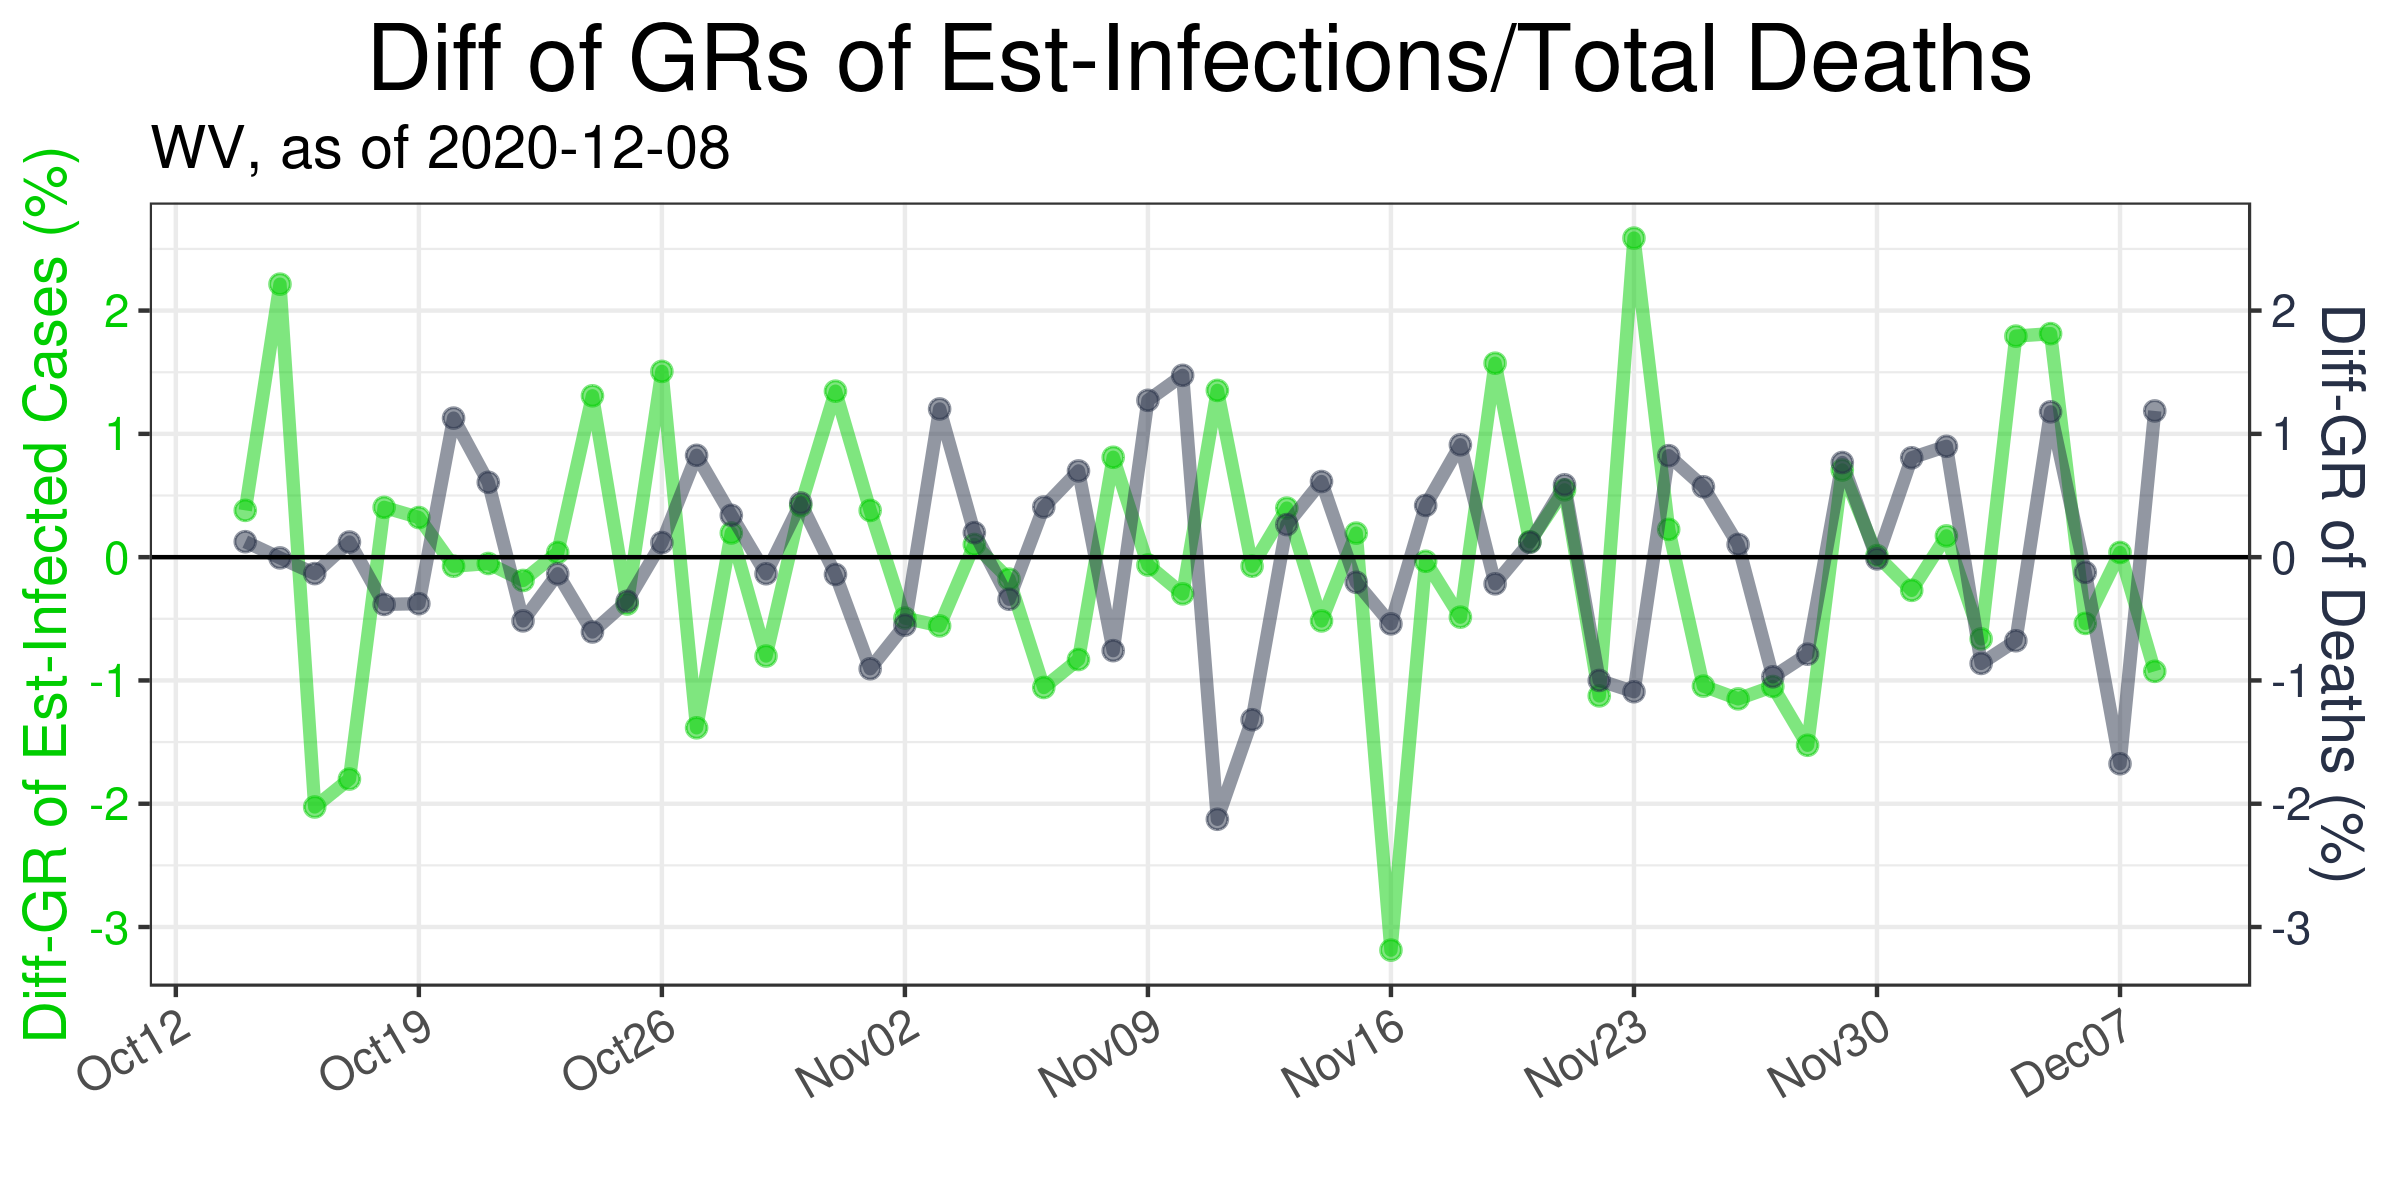 Diff of GRs of Est-Infections/Total Deaths
WV, as of 2020-12-08
Diff-GR of Est-Infected Cases (%)
2
1
0
-1
-2
-3
2
1
0
-1
-2
-3
Diff-GR of Deaths (%)
Oct12
Oct19
Oct26
Nov02
Nov09
Nov16
Nov23
Nov30
Dec07